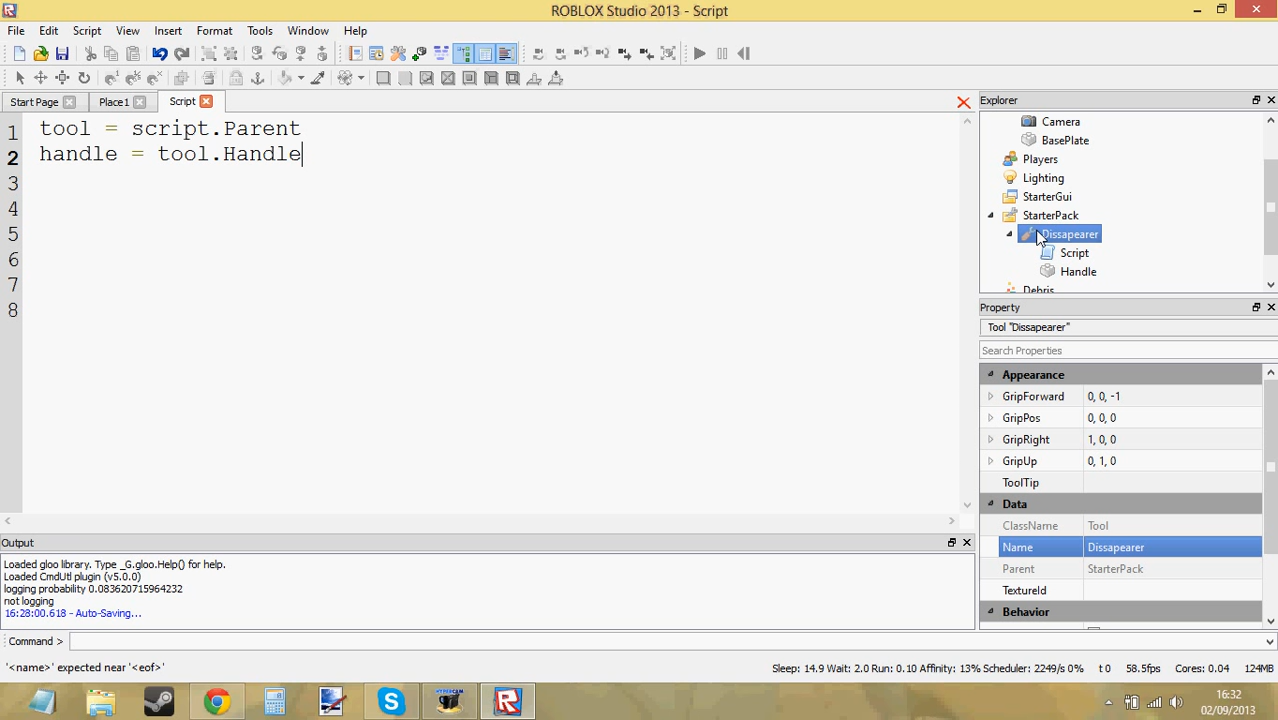 ROBLOX Studio 2013 - Script
File Edit Script View Insert Format Tools Window Help
Start Page Place1 Script
1 tool = script.Parent
2 handle = tool.Handle
3
4
5
6
7
8
Explorer
Camera
BasePlate
Players
Lighting
StarterGui
StarterPack
Dissapearer
Script
Handle
Debris
Property
Tool "Dissapearer"
Search Properties
Appearance
GripForward 0, 0, -1
GripPos 0, 0, 0
GripRight 1, 0, 0
GripUp 0, 1, 0
ToolTip
Data
ClassName Tool
Name Dissapearer
Parent StarterPack
TextureId
Behavior
Output
Loaded gloo library. Type _G.gloo.Help() for help.
Loaded CmdUtl plugin (v5.0.0)
logging probability 0.083620715964232
not logging
16:28:00.618 - Auto-Saving...
Command >
'<name>' expected near '<eof>'
Sleep: 14.9 Wait: 2.0 Run: 0.10 Affinity: 13% Scheduler: 2249/s 0% t 0 58.5fps Cores: 0.04 124MB
16:32
02/09/2013